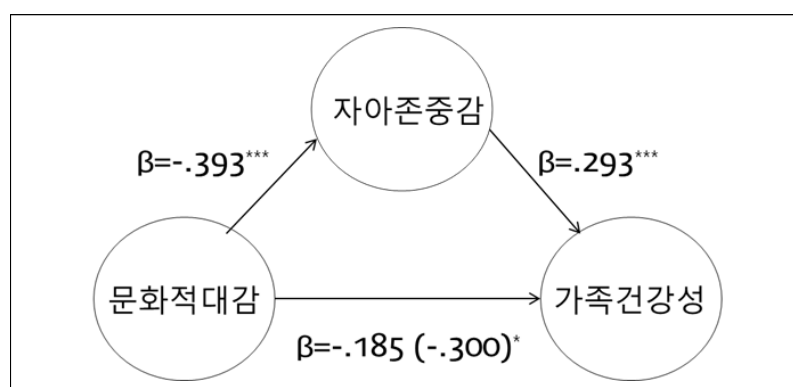 자아존중감
β=-.393***
β=.293***
문화적대감
가족건강성
β=-.185 (-.300)*